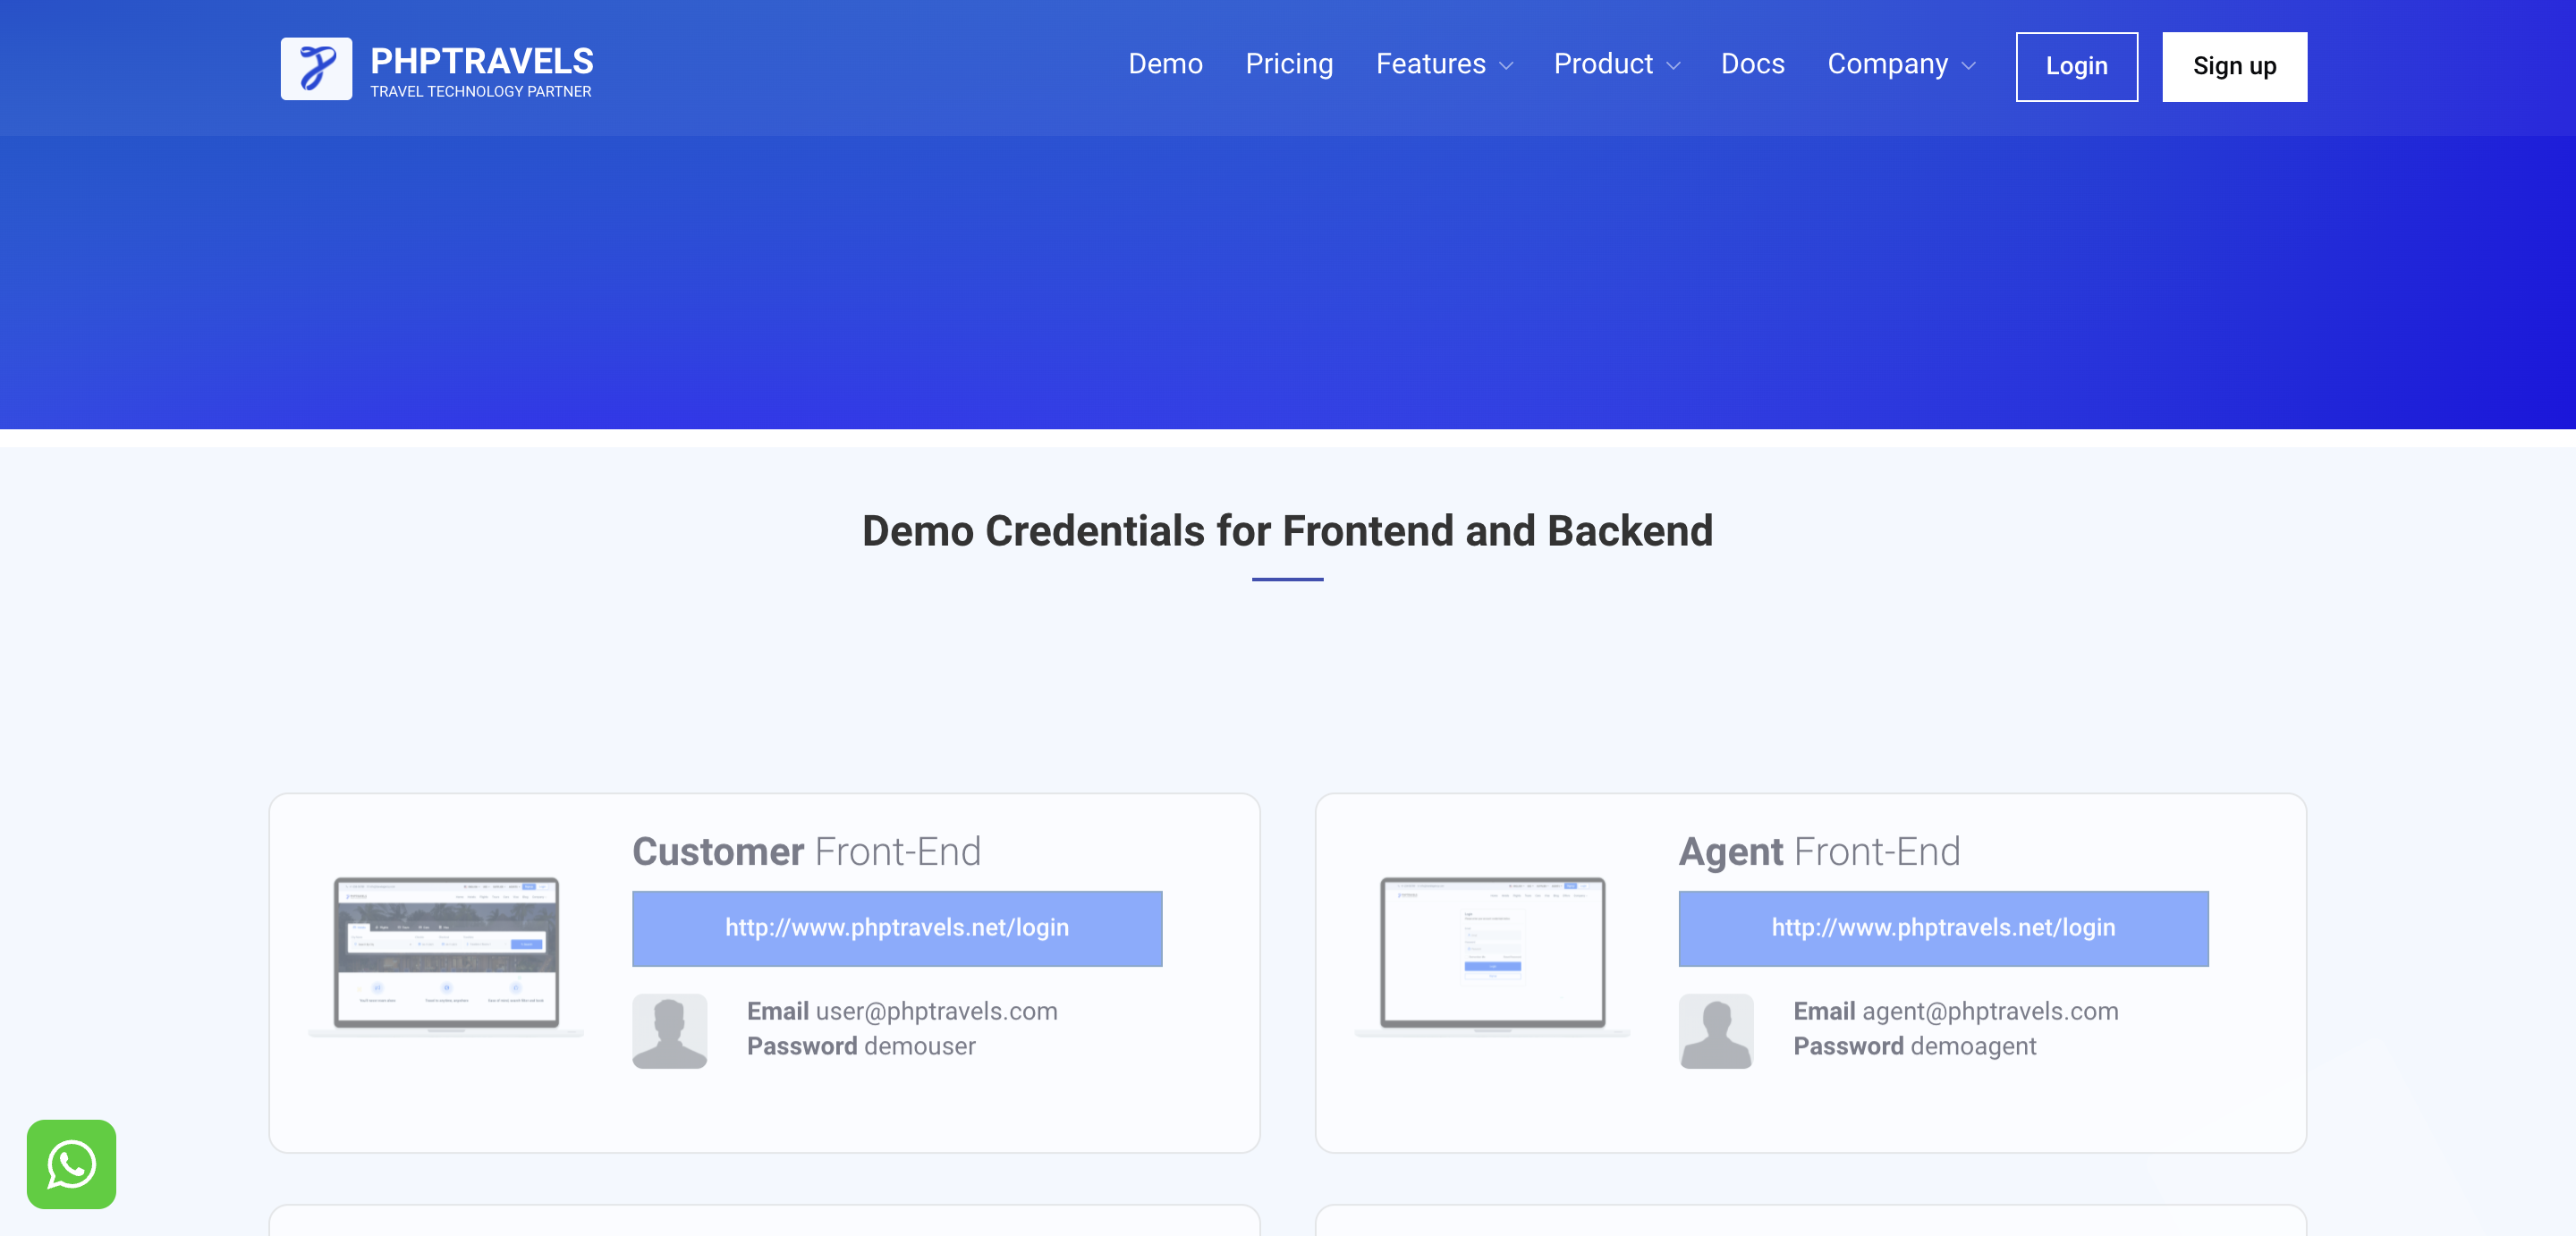 PHPTRAVELS
TRAVEL TECHNOLOGY PARTNER
Demo Pricing Features Product Docs Company Login Sign up
Demo Credentials for Frontend and Backend
Customer Front-End
http://www.phptravels.net/login
Email user@phptravels.com
Password demouser
Agent Front-End
http://www.phptravels.net/login
Email agent@phptravels.com
Password demoagent